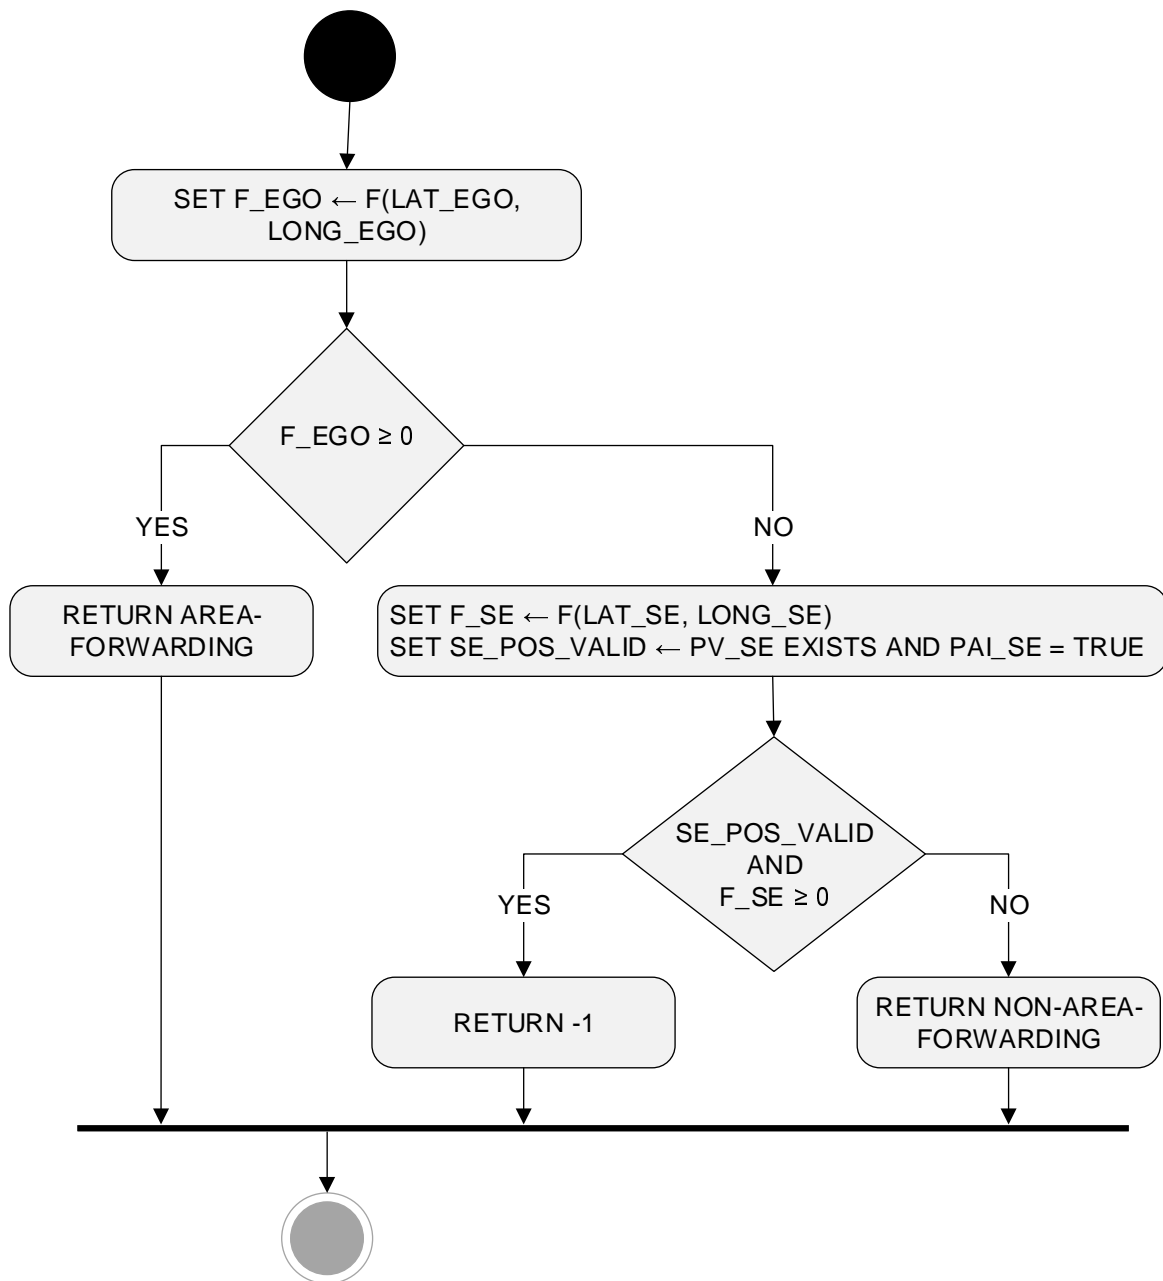 SET F_EGO ← F(LAT_EGO,
LONG_EGO)
F_EGO ≥ 0
YES
NO
RETURN AREA-
FORWARDING
SET F_SE ← F(LAT_SE, LONG_SE)
SET SE_POS_VALID ← PV_SE EXISTS AND PAI_SE = TRUE
SE_POS_VALID
AND
F_SE ≥ 0
YES
NO
RETURN -1
RETURN NON-AREA-
FORWARDING